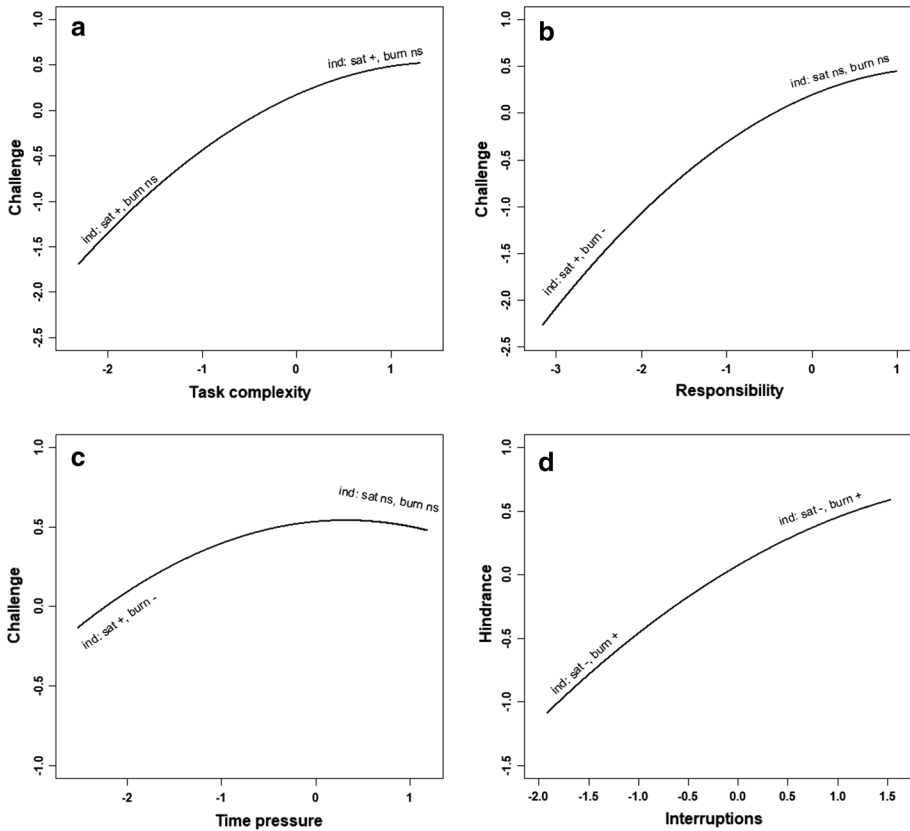 a
1.0
0.5
0.0
-0.5
-1.0
-1.5
-2.0
-2.5
Challenge
ind: sat +, burn ns
ind: sat +, burn ns
-2
-1
0
1
Task complexity
b
1.0
0.5
0.0
-0.5
-1.0
-1.5
-2.0
-2.5
Challenge
ind: sat ns, burn ns
ind: sat +, burn -
-3
-2
-1
0
1
Responsibility
c
1.0
0.5
0.0
-0.5
-1.0
Challenge
ind: sat ns, burn ns
ind: sat +, burn -
-2
-1
0
1
Time pressure
d
1.0
0.5
0.0
-0.5
-1.0
-1.5
Hindrance
ind: sat -, burn +
ind: sat -, burn +
-2.0
-1.5
-1.0
-0.5
0.0
0.5
1.0
1.5
Interruptions